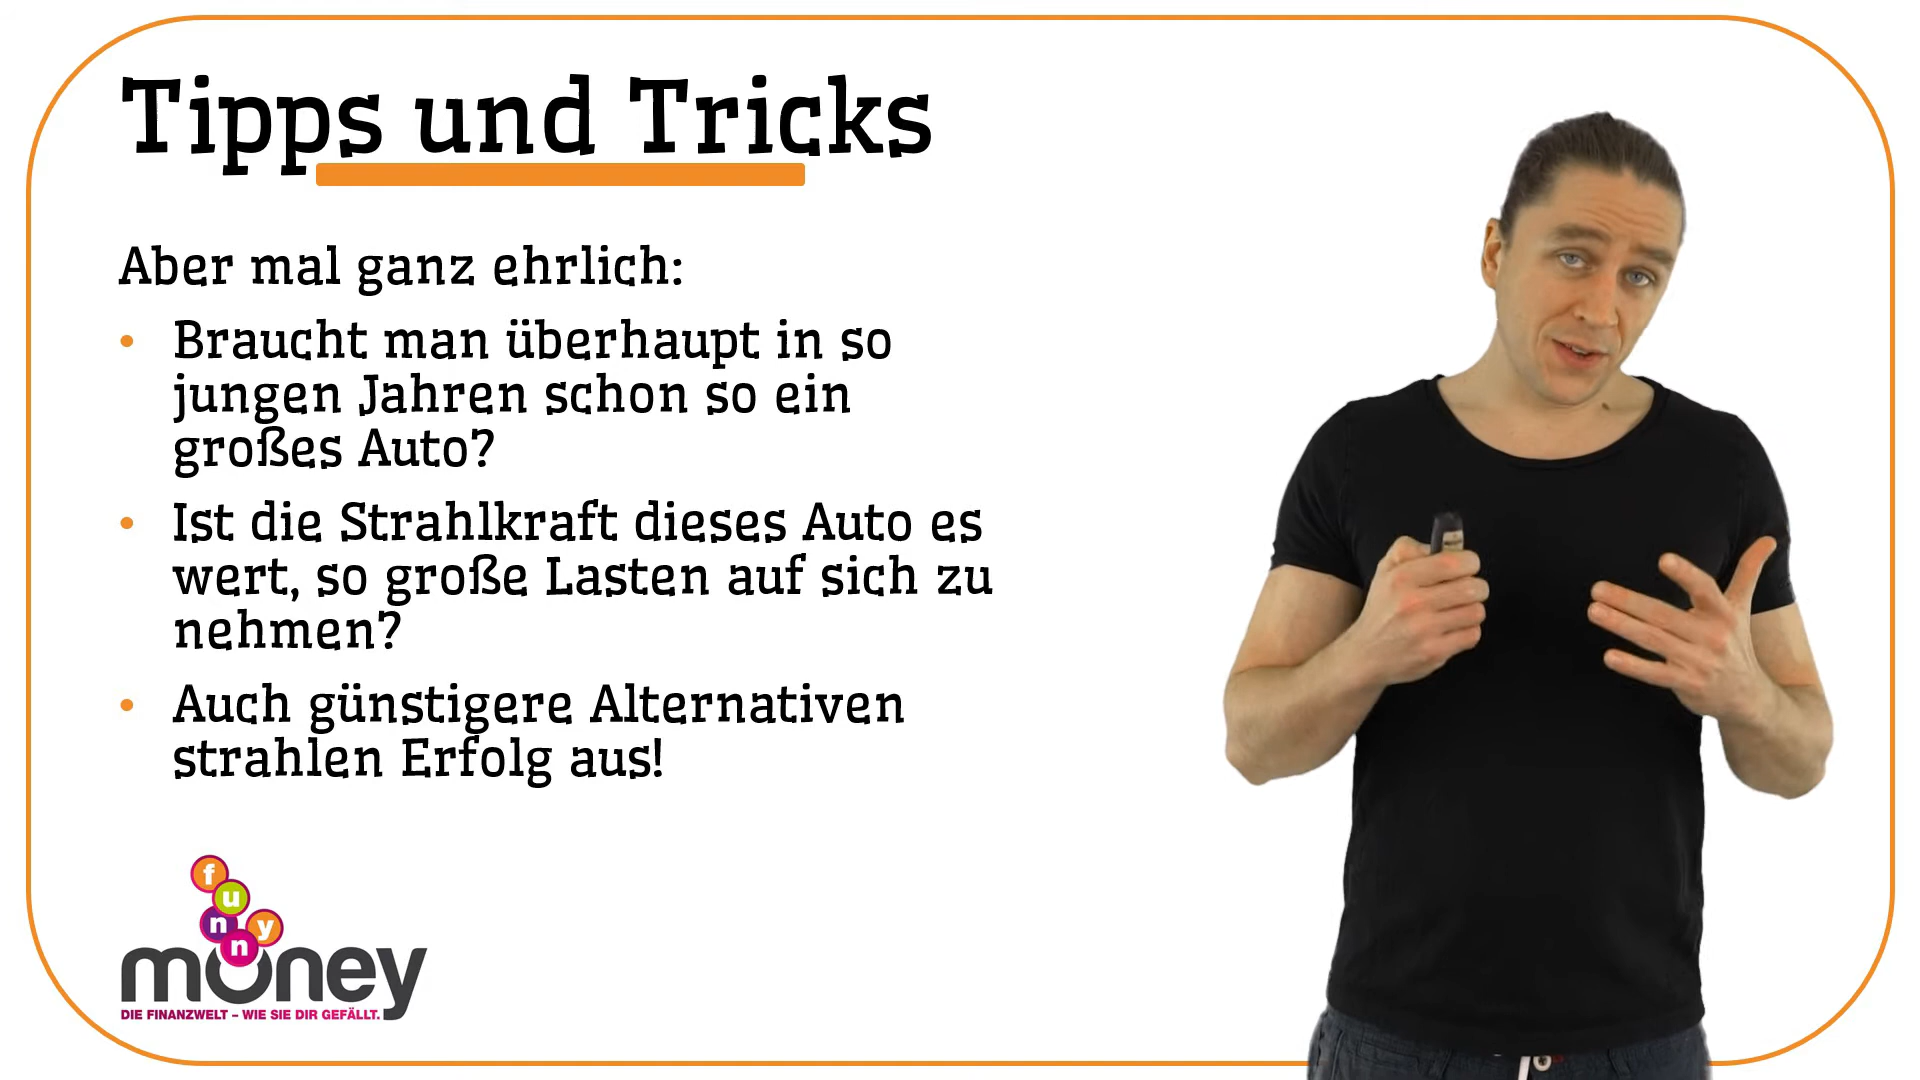 Tipps und Tricks
Aber mal ganz ehrlich:
• Braucht man überhaupt in so
jungen Jahren schon so ein
großes Auto?
• Ist die Strahlkraft dieses Auto es
wert, so große Lasten auf sich zu
nehmen?
• Auch günstigere Alternativen
strahlen Erfolg aus!
funny
money
DIE FINANZWELT – WIE SIE DIR GEFÄLLT.